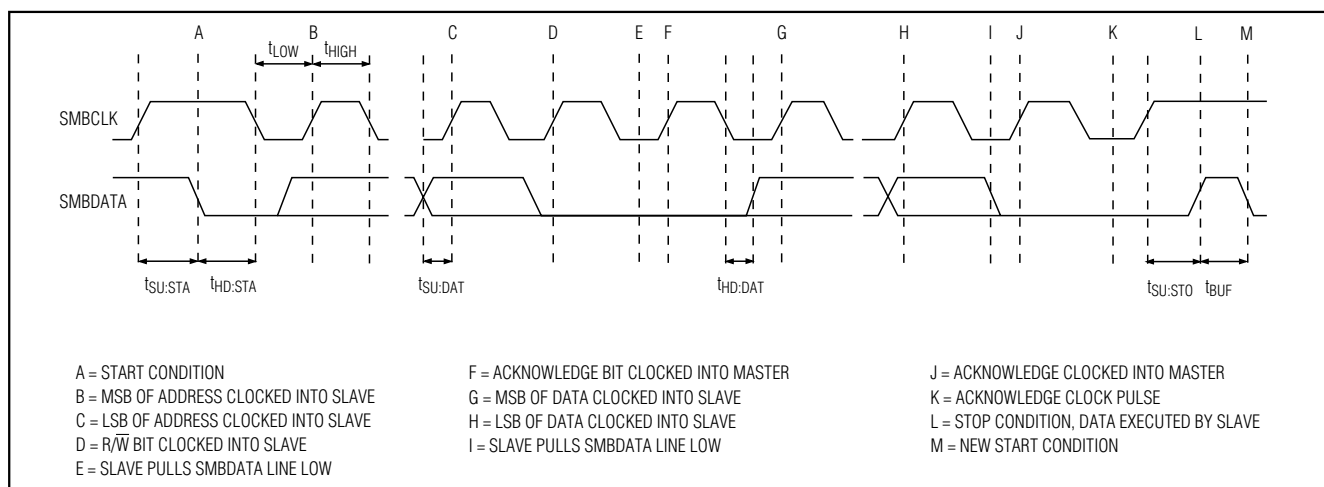 A B C D E F G H I J K L M
tLOW tHIGH
SMBCLK
SMBDATA
tSU:STA tHD:STA tSU:DAT tHD:DAT tSU:STO tBUF
A = START CONDITION
B = MSB OF ADDRESS CLOCKED INTO SLAVE
C = LSB OF ADDRESS CLOCKED INTO SLAVE
D = R/W̅ BIT CLOCKED INTO SLAVE
E = SLAVE PULLS SMBDATA LINE LOW
F = ACKNOWLEDGE BIT CLOCKED INTO MASTER
G = MSB OF DATA CLOCKED INTO SLAVE
H = LSB OF DATA CLOCKED INTO SLAVE
I = SLAVE PULLS SMBDATA LINE LOW
J = ACKNOWLEDGE CLOCKED INTO MASTER
K = ACKNOWLEDGE CLOCK PULSE
L = STOP CONDITION, DATA EXECUTED BY SLAVE
M = NEW START CONDITION